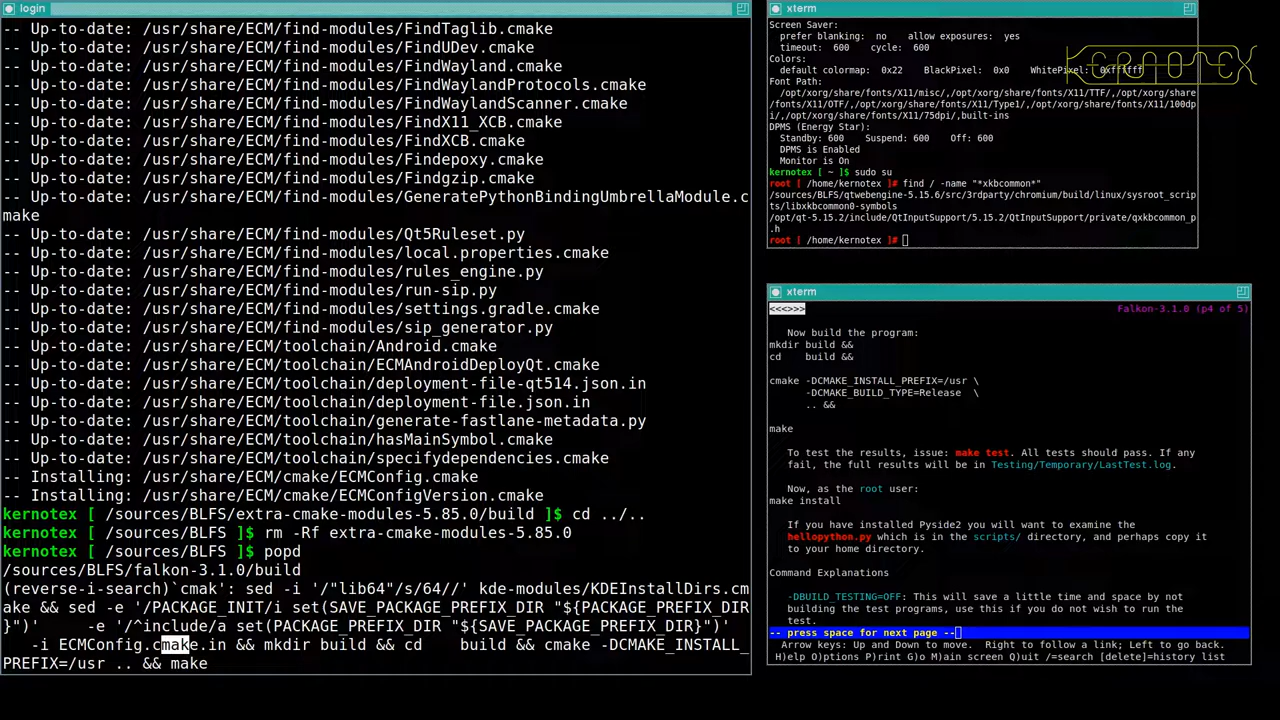 login
-- Up-to-date: /usr/share/ECM/find-modules/FindTaglib.cmake
-- Up-to-date: /usr/share/ECM/find-modules/FindUDev.cmake
-- Up-to-date: /usr/share/ECM/find-modules/FindWayland.cmake
-- Up-to-date: /usr/share/ECM/find-modules/FindWaylandProtocols.cmake
-- Up-to-date: /usr/share/ECM/find-modules/FindWaylandScanner.cmake
-- Up-to-date: /usr/share/ECM/find-modules/FindX11_XCB.cmake
-- Up-to-date: /usr/share/ECM/find-modules/FindXCB.cmake
-- Up-to-date: /usr/share/ECM/find-modules/Findepoxy.cmake
-- Up-to-date: /usr/share/ECM/find-modules/Findgzip.cmake
-- Up-to-date: /usr/share/ECM/find-modules/GeneratePythonBindingUmbrellaModule.c
make
-- Up-to-date: /usr/share/ECM/find-modules/Qt5Ruleset.py
-- Up-to-date: /usr/share/ECM/find-modules/local.properties.cmake
-- Up-to-date: /usr/share/ECM/find-modules/rules_engine.py
-- Up-to-date: /usr/share/ECM/find-modules/run-sip.py
-- Up-to-date: /usr/share/ECM/find-modules/settings.gradle.cmake
-- Up-to-date: /usr/share/ECM/find-modules/sip_generator.py
-- Up-to-date: /usr/share/ECM/toolchain/Android.cmake
-- Up-to-date: /usr/share/ECM/toolchain/ECMAndroidDeployQt.cmake
-- Up-to-date: /usr/share/ECM/toolchain/deployment-file-qt514.json.in
-- Up-to-date: /usr/share/ECM/toolchain/deployment-file.json.in
-- Up-to-date: /usr/share/ECM/toolchain/generate-fastlane-metadata.py
-- Up-to-date: /usr/share/ECM/toolchain/hasMainSymbol.cmake
-- Up-to-date: /usr/share/ECM/toolchain/specifydependencies.cmake
-- Installing: /usr/share/ECM/cmake/ECMConfig.cmake
-- Installing: /usr/share/ECM/cmake/ECMConfigVersion.cmake
kernotex [ /sources/BLFS/extra-cmake-modules-5.85.0/build ]$ cd ../..
kernotex [ /sources/BLFS ]$ rm -Rf extra-cmake-modules-5.85.0
kernotex [ /sources/BLFS ]$ popd
/sources/BLFS/falkon-3.1.0/build
(reverse-i-search)`cmak': sed -i '/"lib64"/s/64//' kde-modules/KDEInstallDirs.cm
ake && sed -e '/PACKAGE_INIT/i set(SAVE_PACKAGE_PREFIX_DIR "${PACKAGE_PREFIX_DIR
}")'     -e '/^include/a set(PACKAGE_PREFIX_DIR "${SAVE_PACKAGE_PREFIX_DIR}")'
-i ECMConfig.cmake.in && mkdir build && cd     build && cmake -DCMAKE_INSTALL_
PREFIX=/usr .. && make
xterm
Screen Saver:
prefer blanking:  no    allow exposures:  yes
timeout:  600    cycle:  600
Colors:
default colormap:  0x22    BlackPixel:  0x0    WhitePixel:  0xffffff
Font Path:
/opt/xorg/share/fonts/X11/misc/,/opt/xorg/share/fonts/X11/TTF/,/opt/xorg/share
/fonts/X11/OTF/,/opt/xorg/share/fonts/X11/Type1/,/opt/xorg/share/fonts/X11/100dp
i/,/opt/xorg/share/fonts/X11/75dpi/,built-ins
DPMS (Energy Star):
Standby: 600    Suspend: 600    Off: 600
DPMS is Enabled
Monitor is On
kernotex [ ~ ]$ sudo su
root [ /home/kernotex ]# find / -name "*xkbcommon*"
/sources/BLFS/qtwebengine-5.15.6/src/3rdparty/chromium/build/linux/sysroot_scrip
ts/libxkbcommon0-symbols
/opt/qt-5.15.2/include/QtInputSupport/5.15.2/QtInputSupport/private/qxkbcommon_p
.h
root [ /home/kernotex ]#
KERNOTEX
xterm
<<<>>> Falkon-3.1.0 (p4 of 5)
Now build the program:
mkdir build &&
cd    build &&
cmake -DCMAKE_INSTALL_PREFIX=/usr \
-DCMAKE_BUILD_TYPE=Release  \
.. &&
make
To test the results, issue: make test. All tests should pass. If any
fail, the full results will be in Testing/Temporary/LastTest.log.
Now, as the root user:
make install
If you have installed Pyside2 you will want to examine the
hellopython.py which is in the scripts/ directory, and perhaps copy it
to your home directory.
Command Explanations
-DBUILD_TESTING=OFF: This will save a little time and space by not
building the test programs, use this if you do not wish to run the
test.
-- press space for next page --
Arrow keys: Up and Down to move.  Right to follow a link; Left to go back.
H)elp O)ptions P)rint G)o M)ain screen Q)uit /=search [delete]=history list